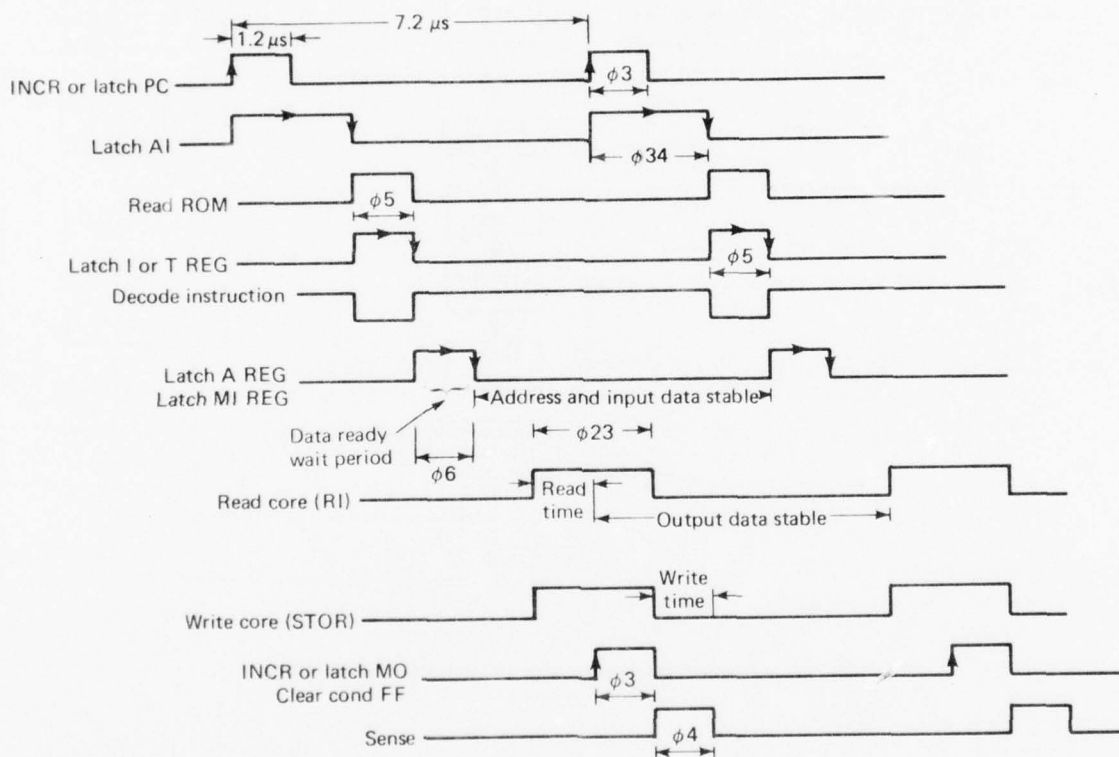 7.2 μs
1.2 μs
INCR or latch PC
ϕ3
Latch AI
ϕ34
Read ROM
ϕ5
Latch I or T REG
ϕ5
Decode instruction
Latch A REG
Latch MI REG
Address and input data stable
Data ready
wait period
ϕ23
ϕ6
Read core (RI)
Read
time
Output data stable
Write
time
Write core (STOR)
INCR or latch MO
Clear cond FF
ϕ3
Sense
ϕ4